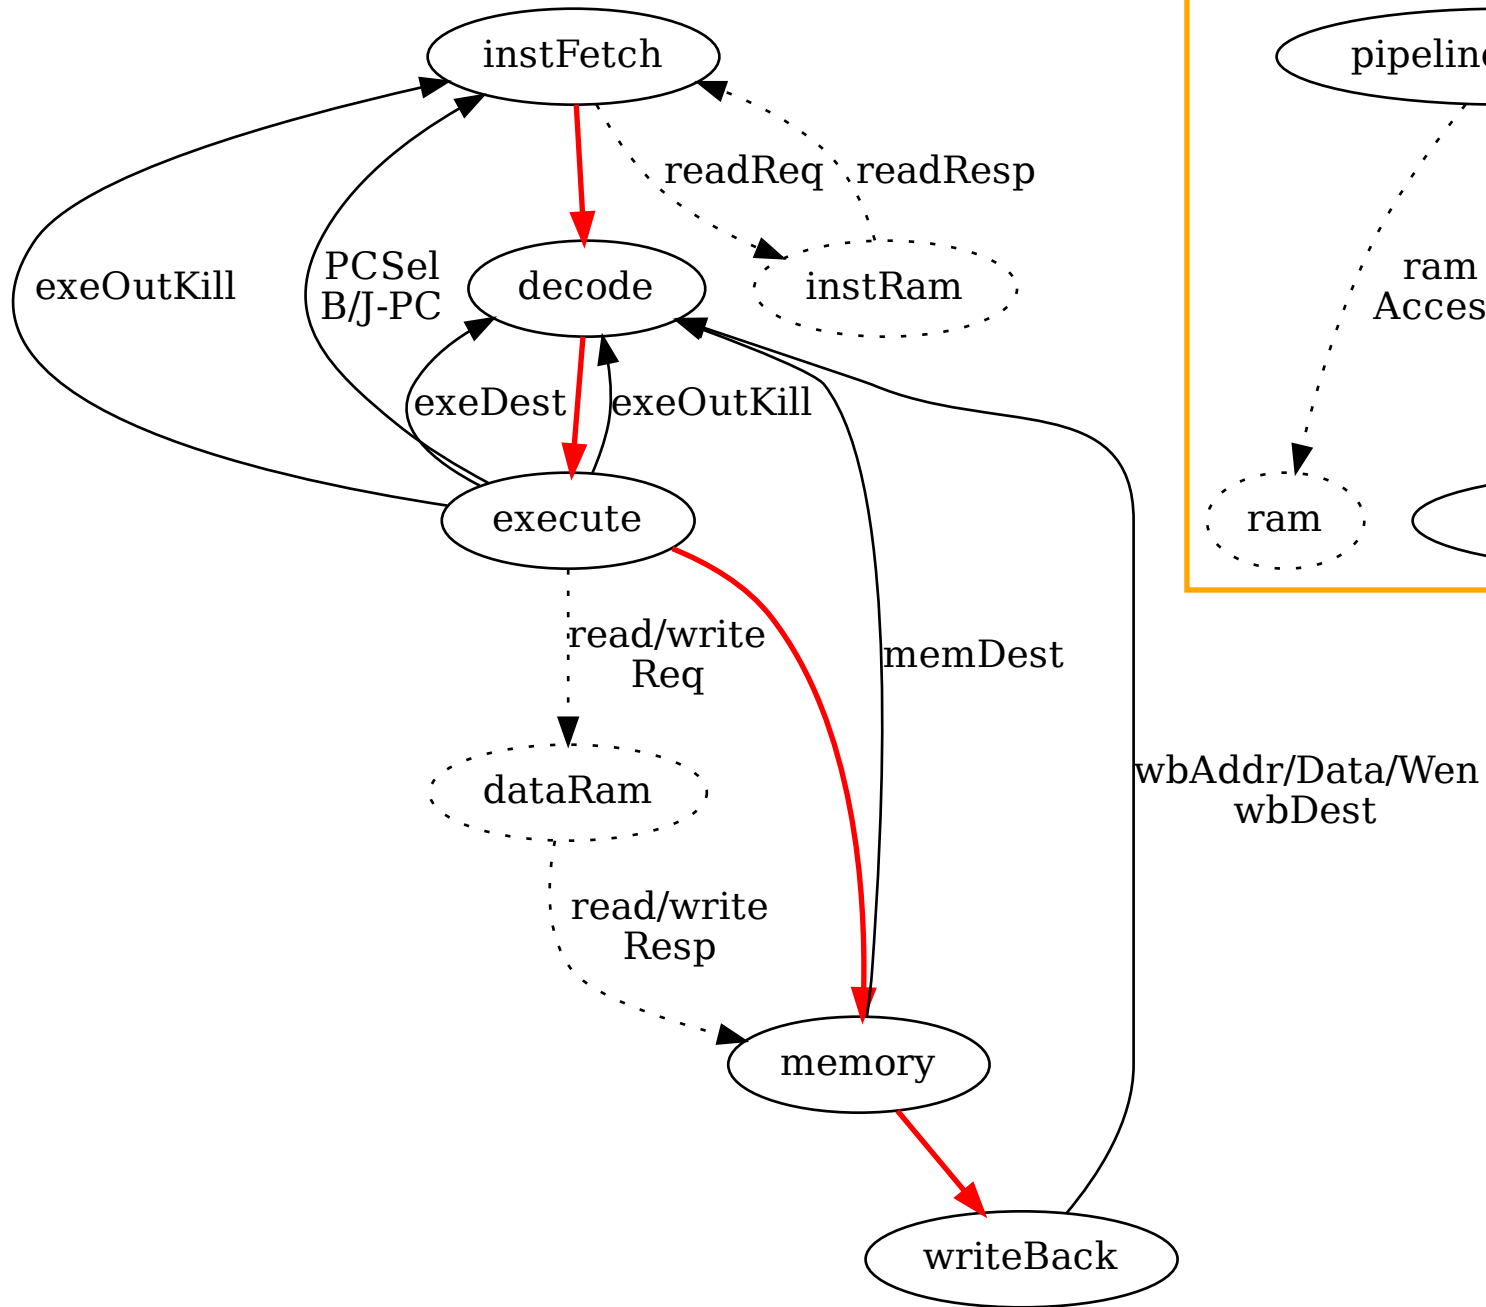 instFetch
pipeline
readReq
readResp
exeOutKill
PCSel
B/J-PC
decode
instRam
ram
Acces
exeDest
exeOutKill
execute
ram
read/write
Req
memDest
dataRam
wbAddr/Data/Wen
wbDest
read/write
Resp
memory
writeBack